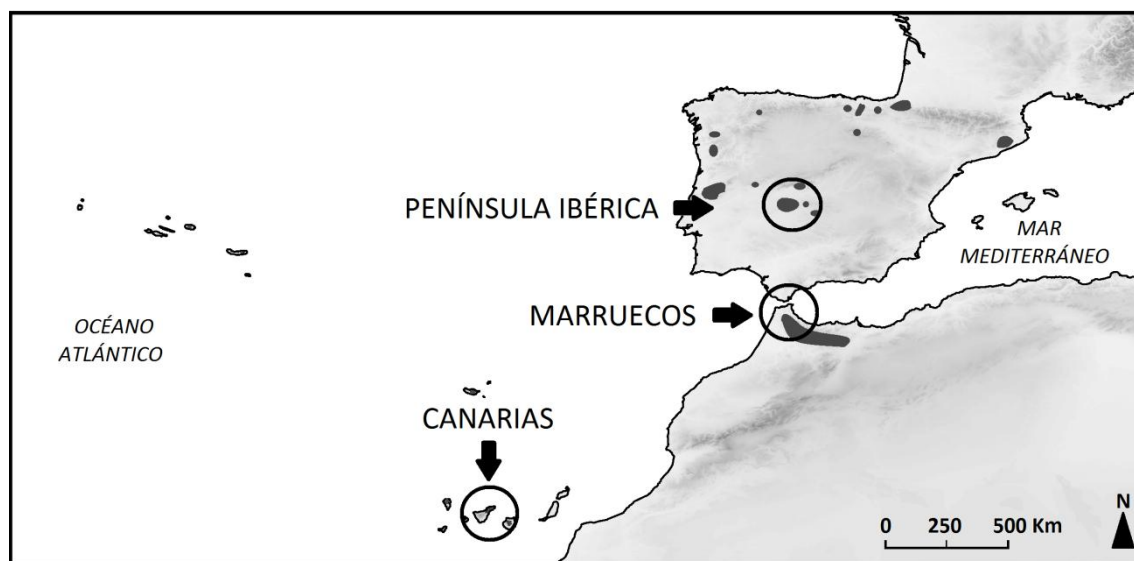 PENÍNSULA IBÉRICA
MAR
MEDITERRÁNEO
MARRUECOS
OCÉANO
ATLÁNTICO
CANARIAS
N
0 250 500 Km